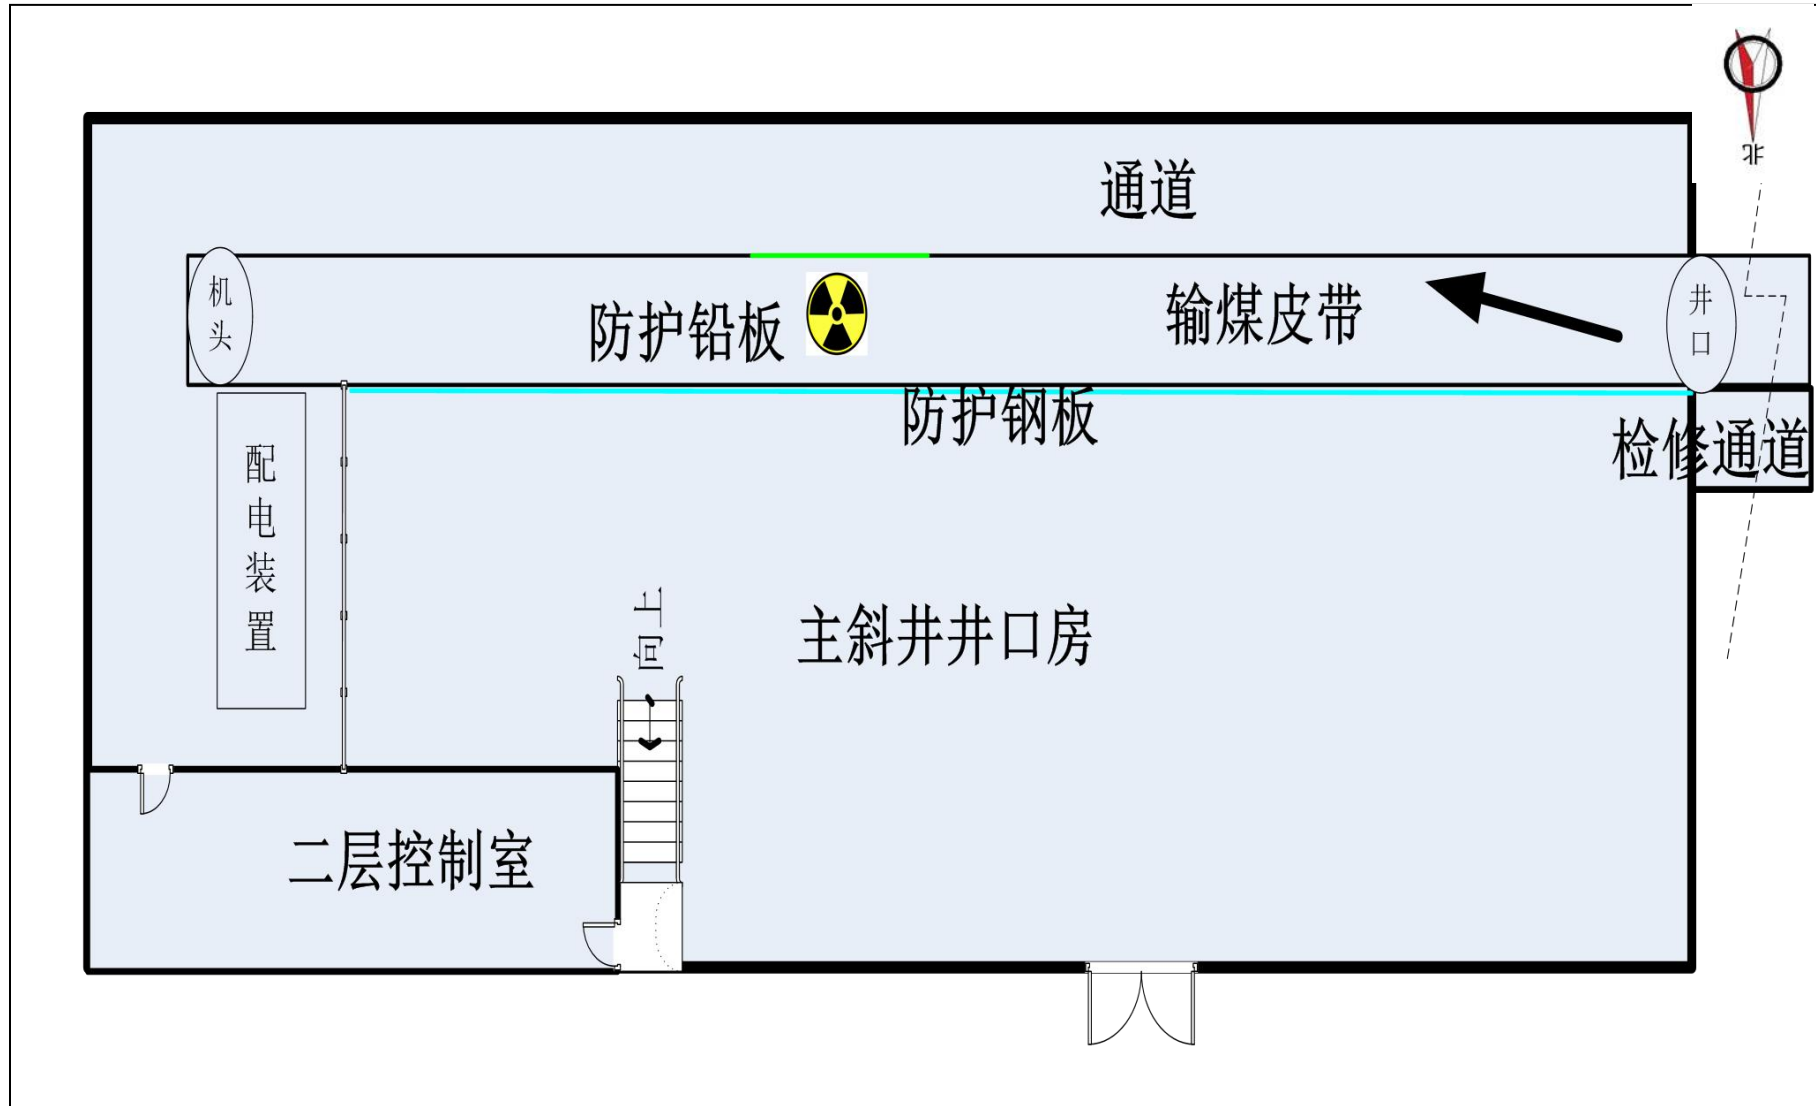 北
通道
机头
防护铅板
输煤皮带
井口
防护钢板
检修通道
配电装置
向上
主斜井井口房
二层控制室